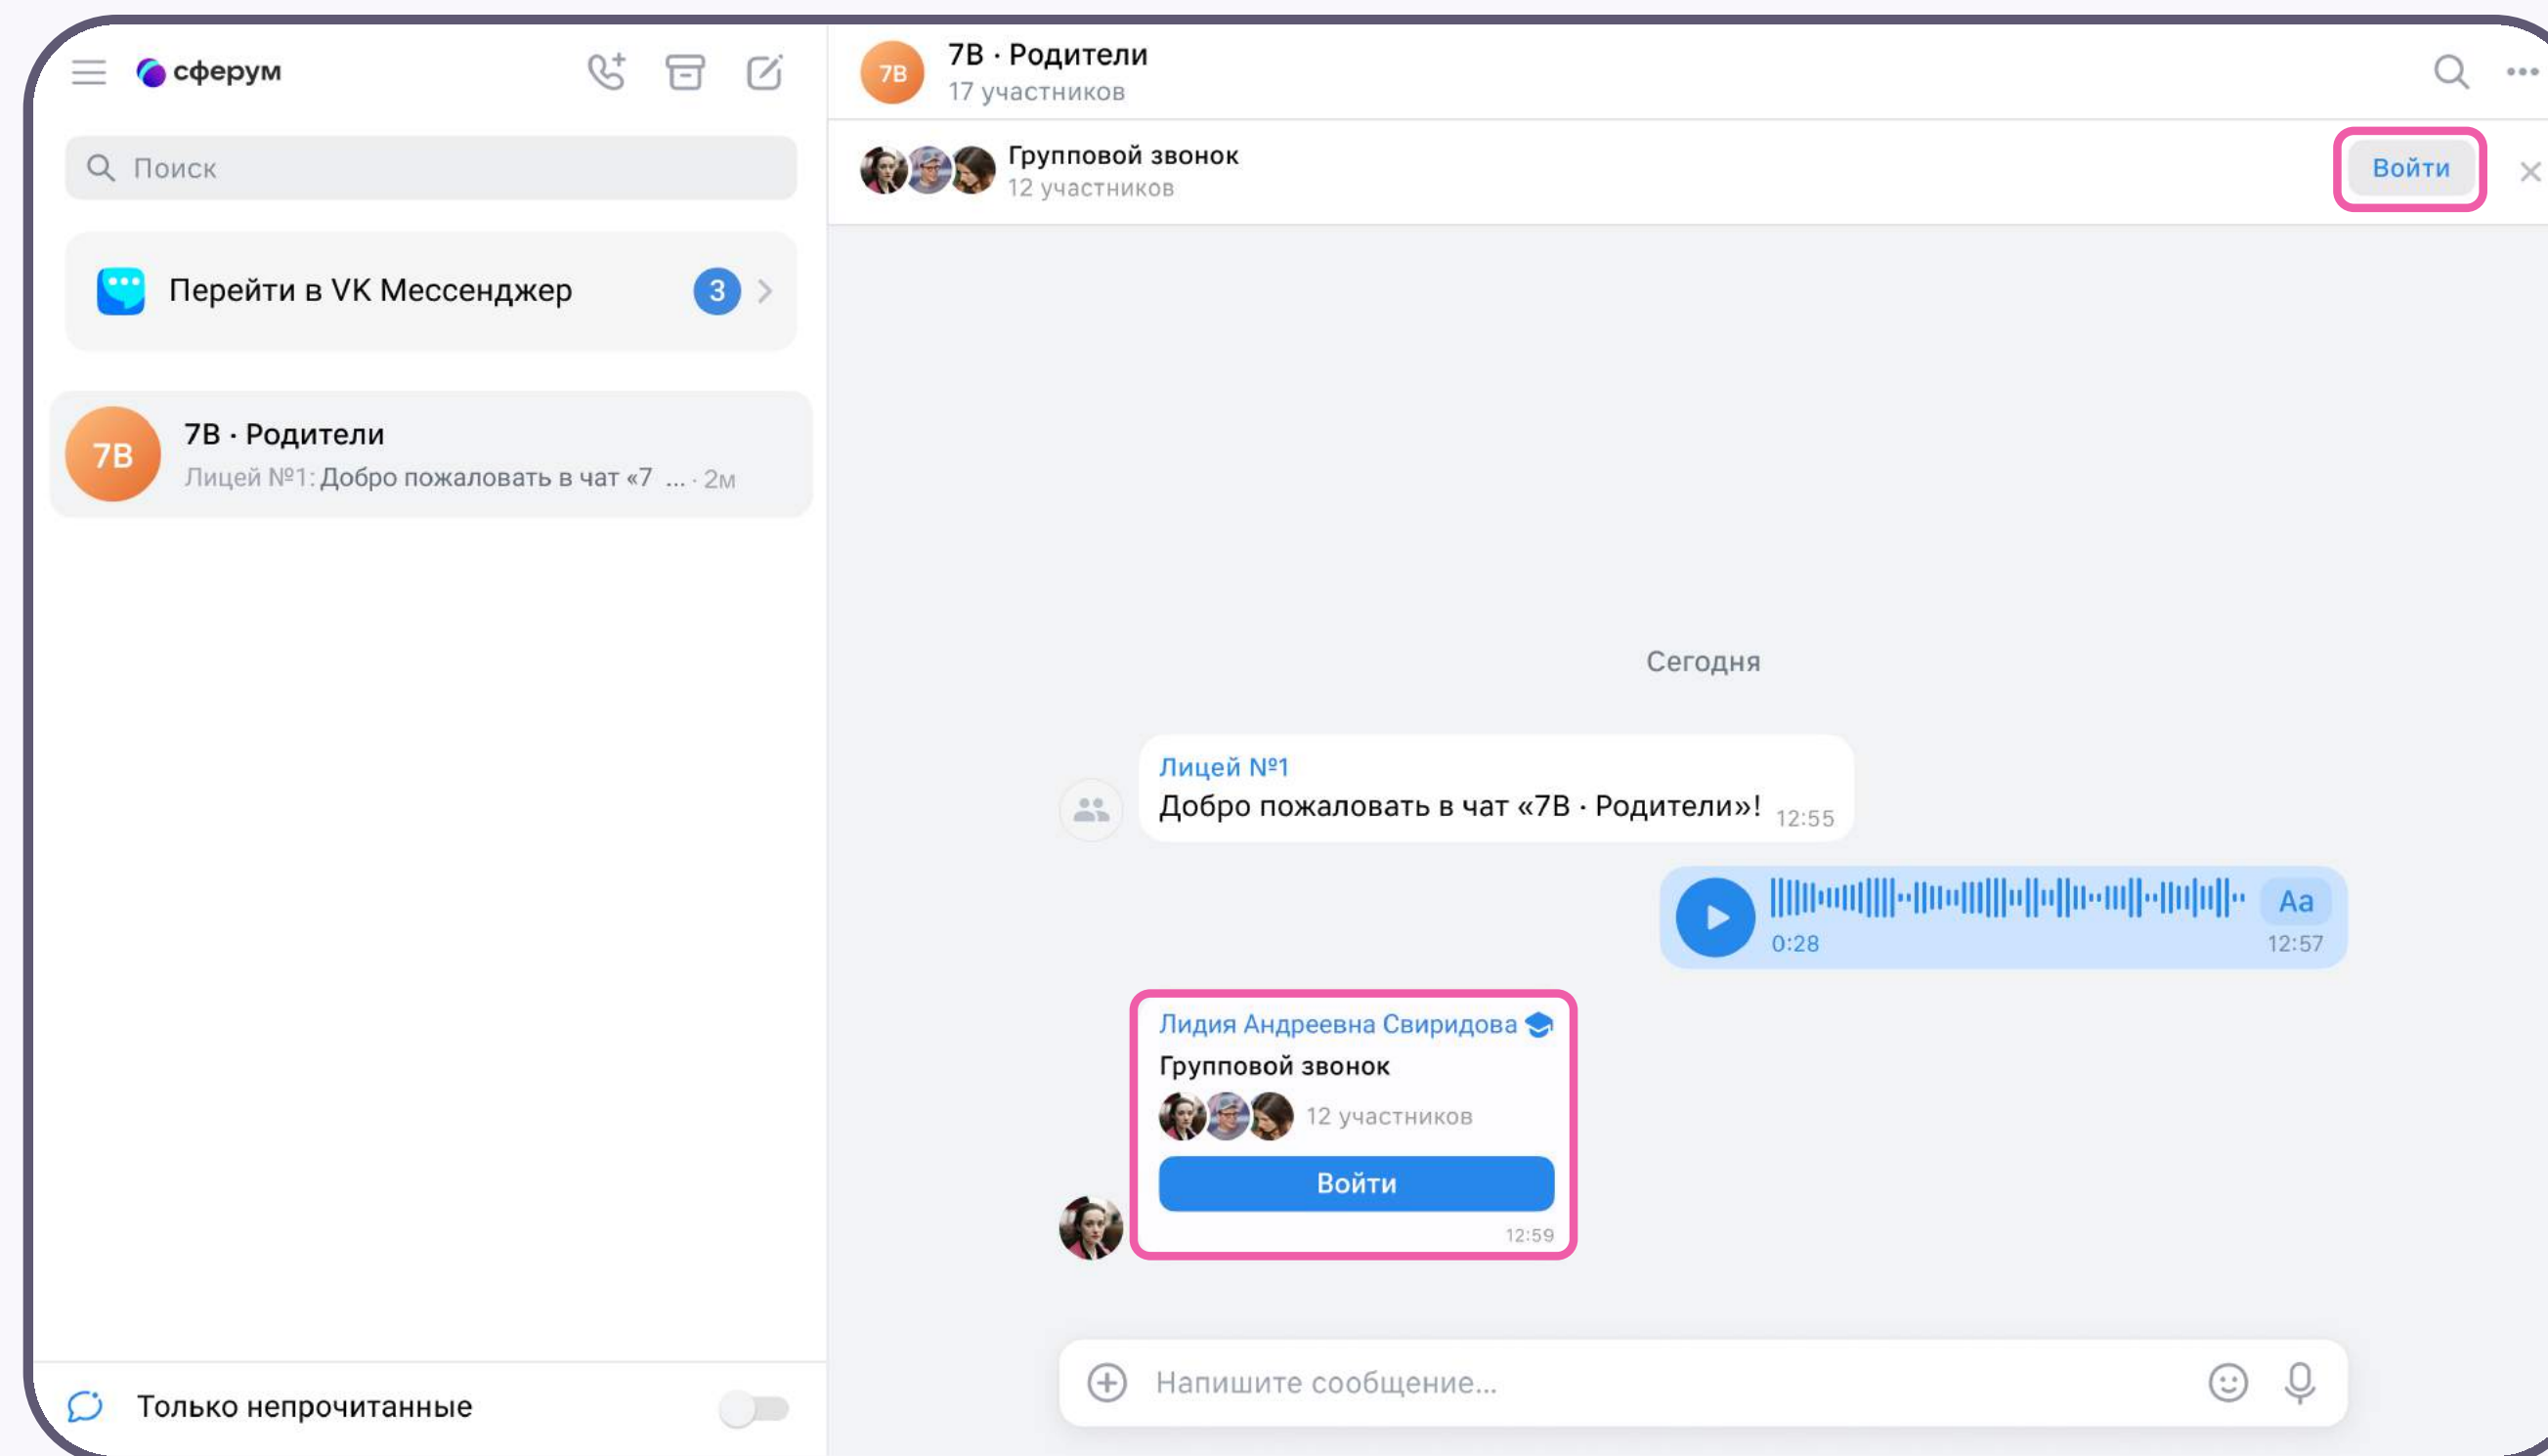 сферум
Поиск
Перейти в VK Мессенджер 3
7В
7В · Родители
Лицей №1: Добро пожаловать в чат «7 ... · 2м
Только непрочитанные
7В
7В · Родители
17 участников
Групповой звонок
12 участников
Войти
Сегодня
Лицей №1
Добро пожаловать в чат «7В · Родители»! 12:55
Aa
0:28 12:57
Лидия Андреевна Свиридова
Групповой звонок
12 участников
Войти
12:59
Напишите сообщение...